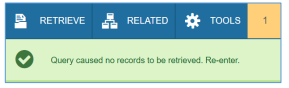 RETRIEVE RELATED TOOLS 1
Query caused no records to be retrieved. Re-enter.